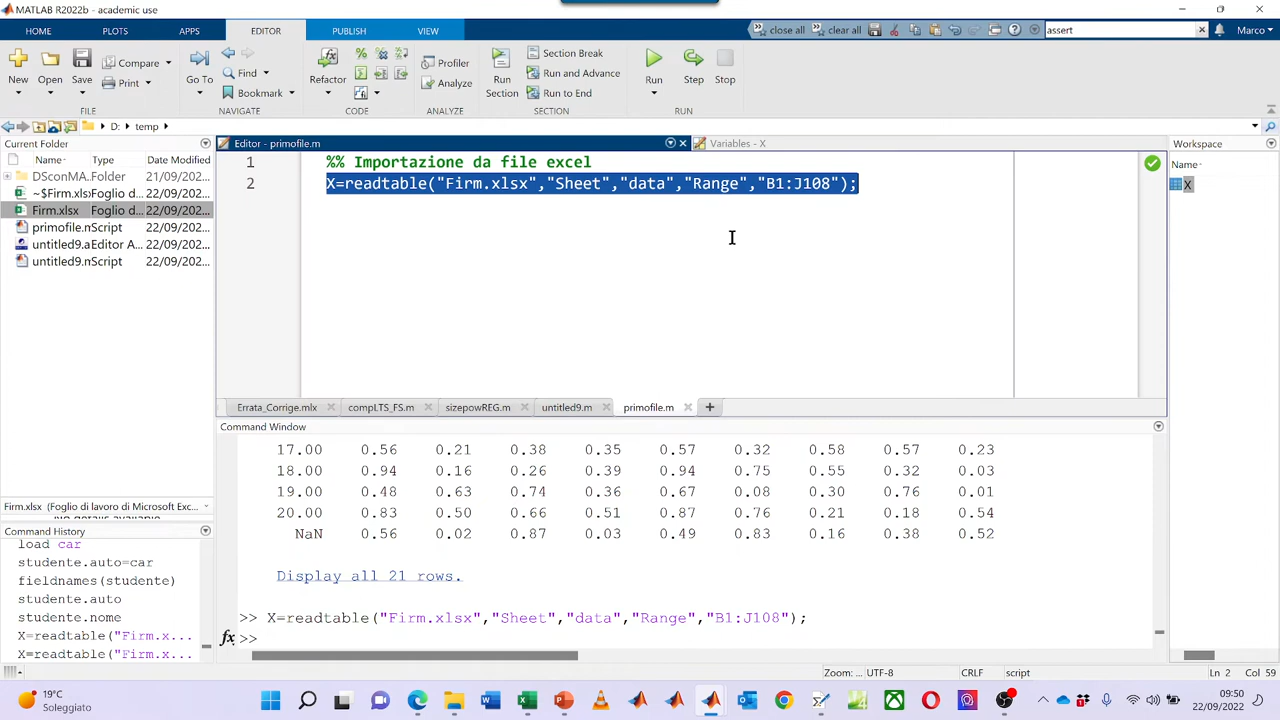 MATLAB R2022b - academic use
HOME PLOTS APPS EDITOR PUBLISH VIEW close all clear all assert Marco
New Open Save Compare Print Go To Find Bookmark Refactor Profiler Analyze Run Section Section Break Run and Advance Run to End Run Step Stop
FILE NAVIGATE CODE ANALYZE SECTION RUN
D: temp
Current Folder
Name Type Date Modified
DSconMA... Folder 21/09/202...
~$Firm.xls Foglio d... 22/09/202...
Firm.xlsx Foglio d... 22/09/202...
primofile.m Script 22/09/202...
untitled9.a Editor A... 22/09/202...
untitled9.m Script 22/09/202...
Firm.xlsx (Foglio di lavoro di Microsoft Exc...
Command History
load car
studente.auto=car
fieldnames(studente)
studente.auto
studente.nome
X=readtable("Firm.x...
X=readtable("Firm.x...
Editor - primofile.m
Variables - X
1 %% Importazione da file excel
2 X=readtable("Firm.xlsx","Sheet","data","Range","B1:J108");
Errata_Corrige.mlx compLTS_FS.m sizepowREG.m untitled9.m primofile.m
Command Window
17.00 0.56 0.21 0.38 0.35 0.57 0.32 0.58 0.57 0.23
18.00 0.94 0.16 0.26 0.39 0.94 0.75 0.55 0.32 0.03
19.00 0.48 0.63 0.74 0.36 0.67 0.08 0.30 0.76 0.01
20.00 0.83 0.50 0.66 0.51 0.87 0.76 0.21 0.18 0.54
NaN 0.56 0.02 0.87 0.03 0.49 0.83 0.16 0.38 0.52
Display all 21 rows.
>> X=readtable("Firm.xlsx","Sheet","data","Range","B1:J108");
fx >>
Workspace
Name
X
Zoom: ... UTF-8 CRLF script Ln 2 Col 59
19°C
Soleggiato
09:50
22/09/2022